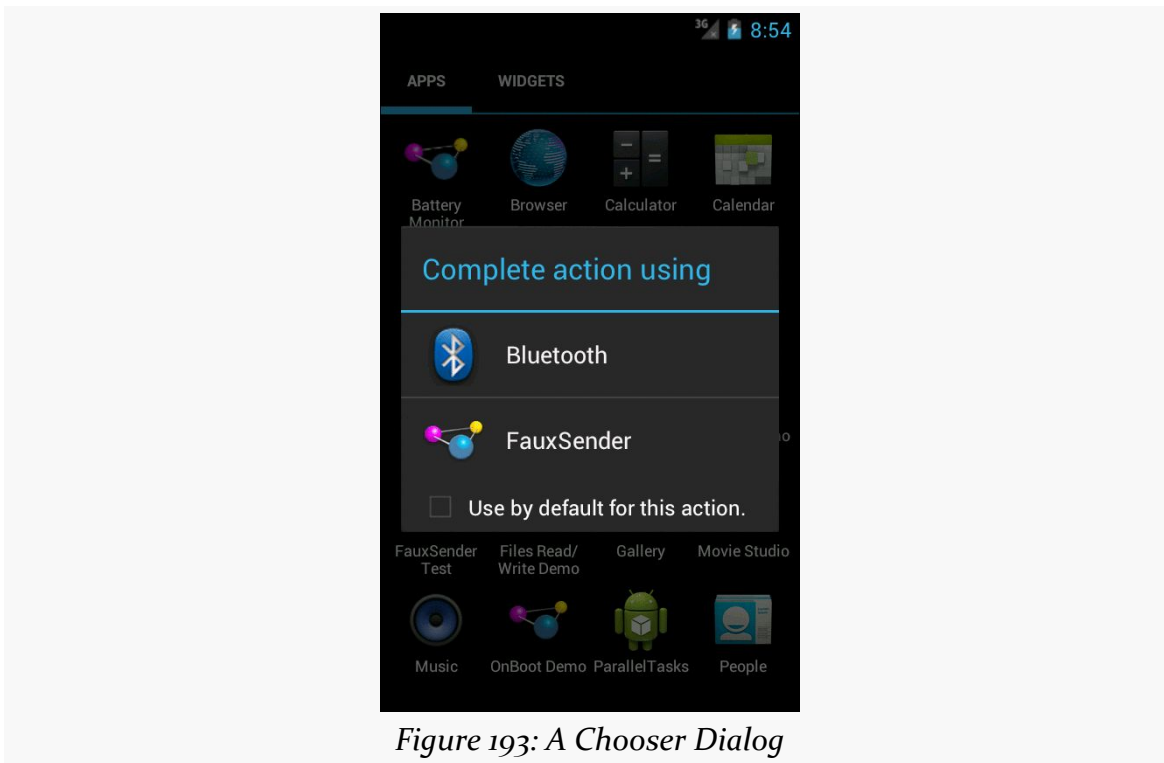 3G 8:54
APPS WIDGETS
Battery Browser Calculator Calendar
Monitor
Complete action using
Bluetooth
FauxSender
o
Use by default for this action.
FauxSender Files Read/ Gallery Movie Studio
Test Write Demo
Music OnBoot Demo ParallelTasks People
Figure 193: A Chooser Dialog